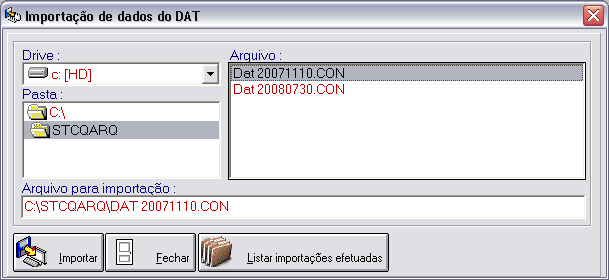 Importação de dados do DAT
Drive :
c: [HD]
Pasta :
C:\
STCQARQ
Arquivo :
Dat 20071110.CON
Dat 20080730.CON
Arquivo para importação :
C:\STCQARQ\DAT 20071110.CON
Importar
Fechar
Listar importações efetuadas